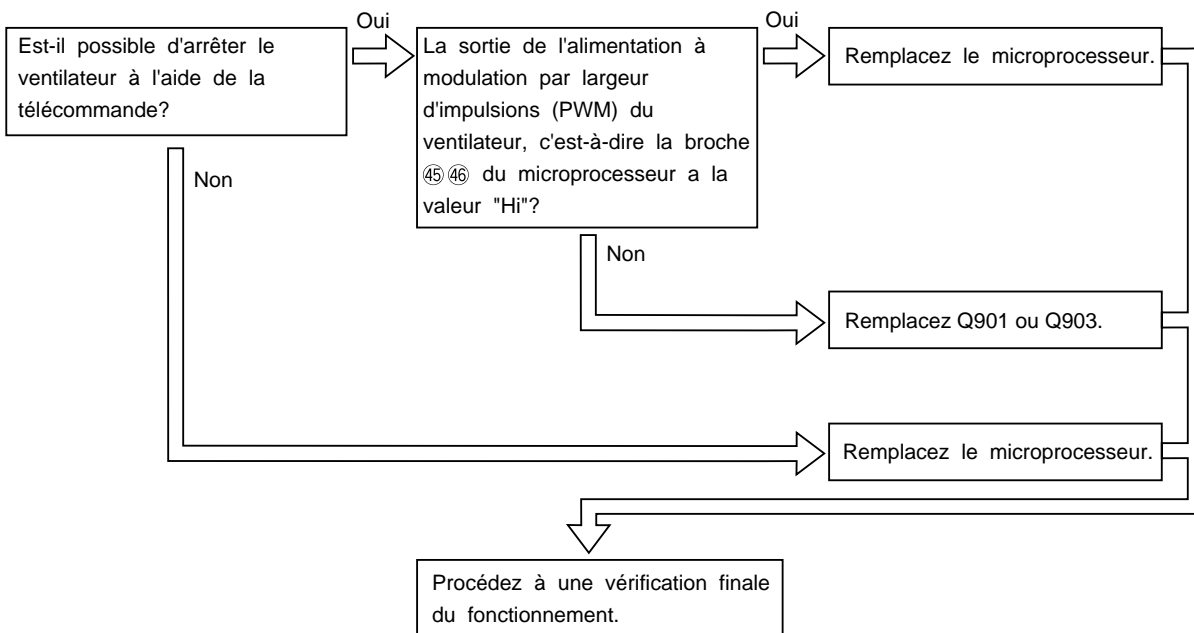 Est-il possible d'arrêter le
ventilateur à l'aide de la
télécommande?
Oui
La sortie de l'alimentation à
modulation par largeur
d'impulsions (PWM) du
ventilateur, c'est-à-dire la broche
㊺㊻ du microprocesseur a la
valeur "Hi"?
Oui
Remplacez le microprocesseur.
Non
Non
Remplacez Q901 ou Q903.
Remplacez le microprocesseur.
Procédez à une vérification finale
du fonctionnement.